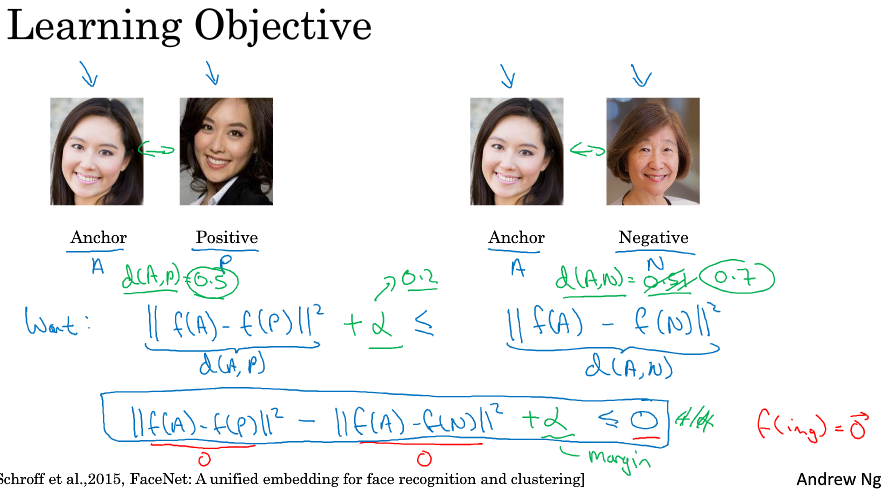 Learning Objective
Anchor Positive Anchor Negative
A P A N
d(A,P)=0.5 0.2 d(A,N)=0.51 0.7
Want: ||f(A)-f(P)||² + α ≤ ||f(A) - f(N)||²
d(A,P) d(A,N)
||f(A)-f(P)||² - ||f(A)-f(N)||² + α ≤ 0 f(img)=0⃗
0 0 margin
Schroff et al.,2015, FaceNet: A unified embedding for face recognition and clustering] Andrew Ng